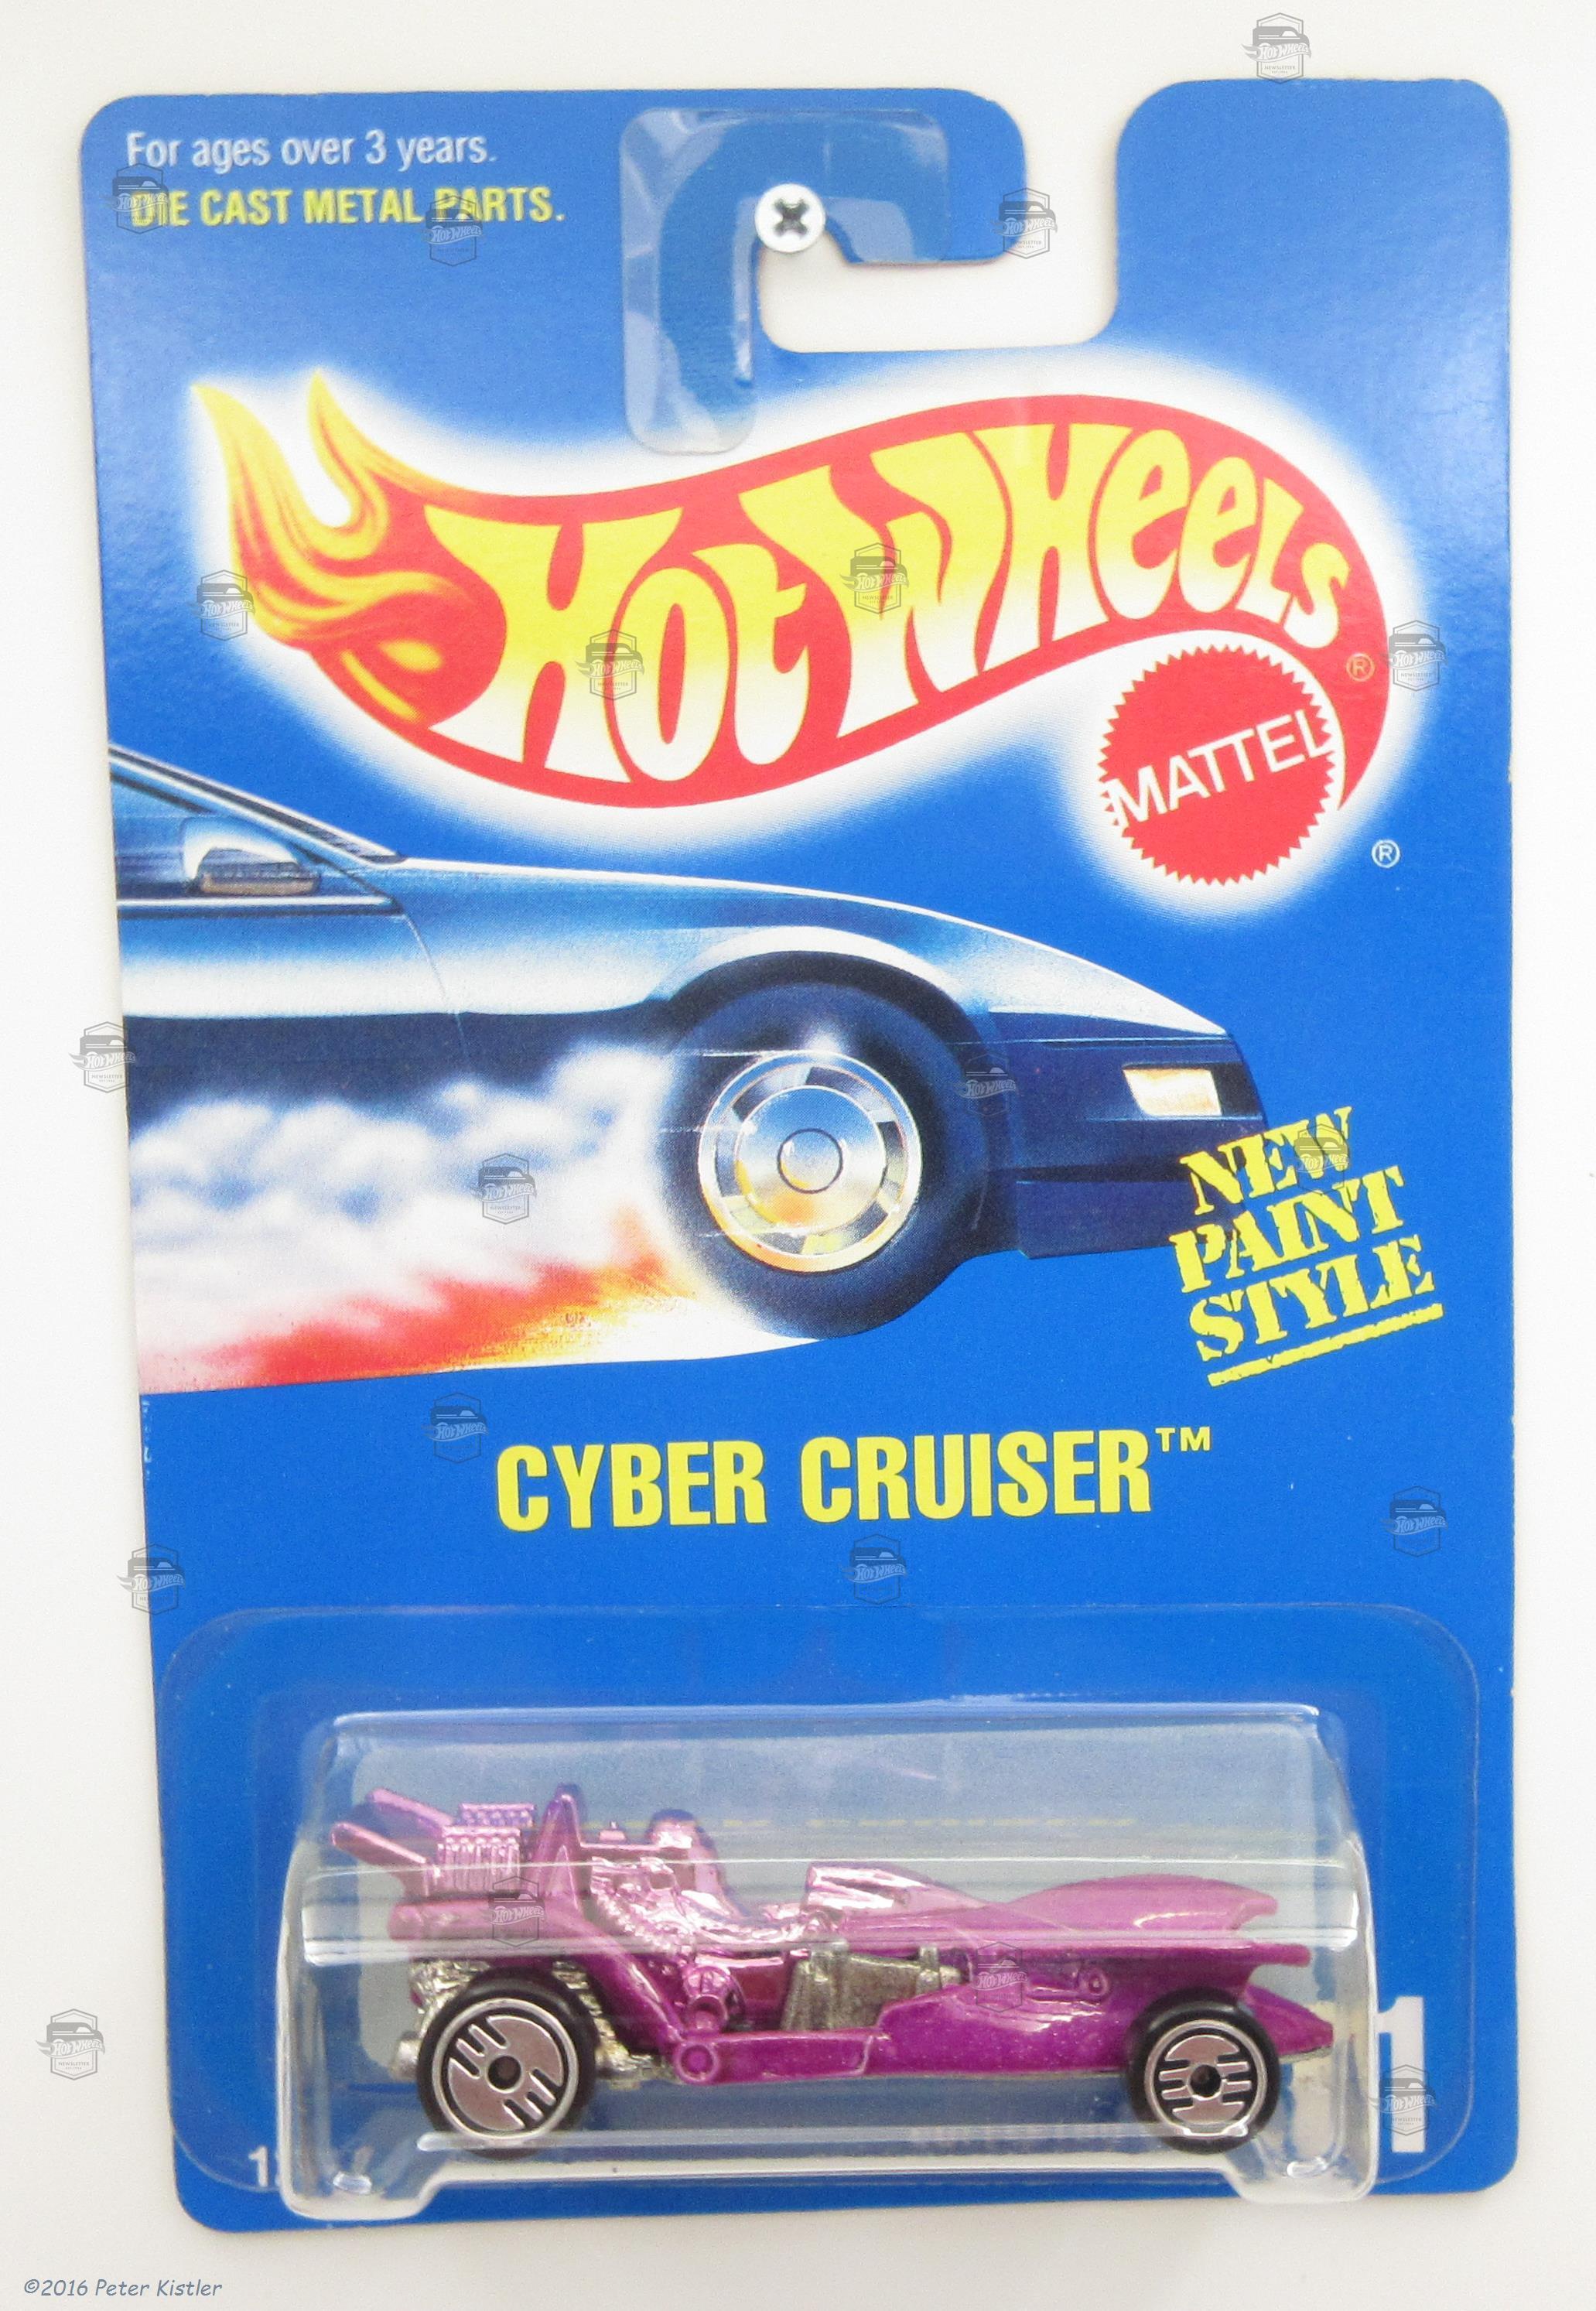 For ages over 3 years.
DIE CAST METAL PARTS.
Hot Wheels ®
MATTEL
®
NEW
PAINT
STYLE
CYBER CRUISER™
1
©2016 Peter Kistler